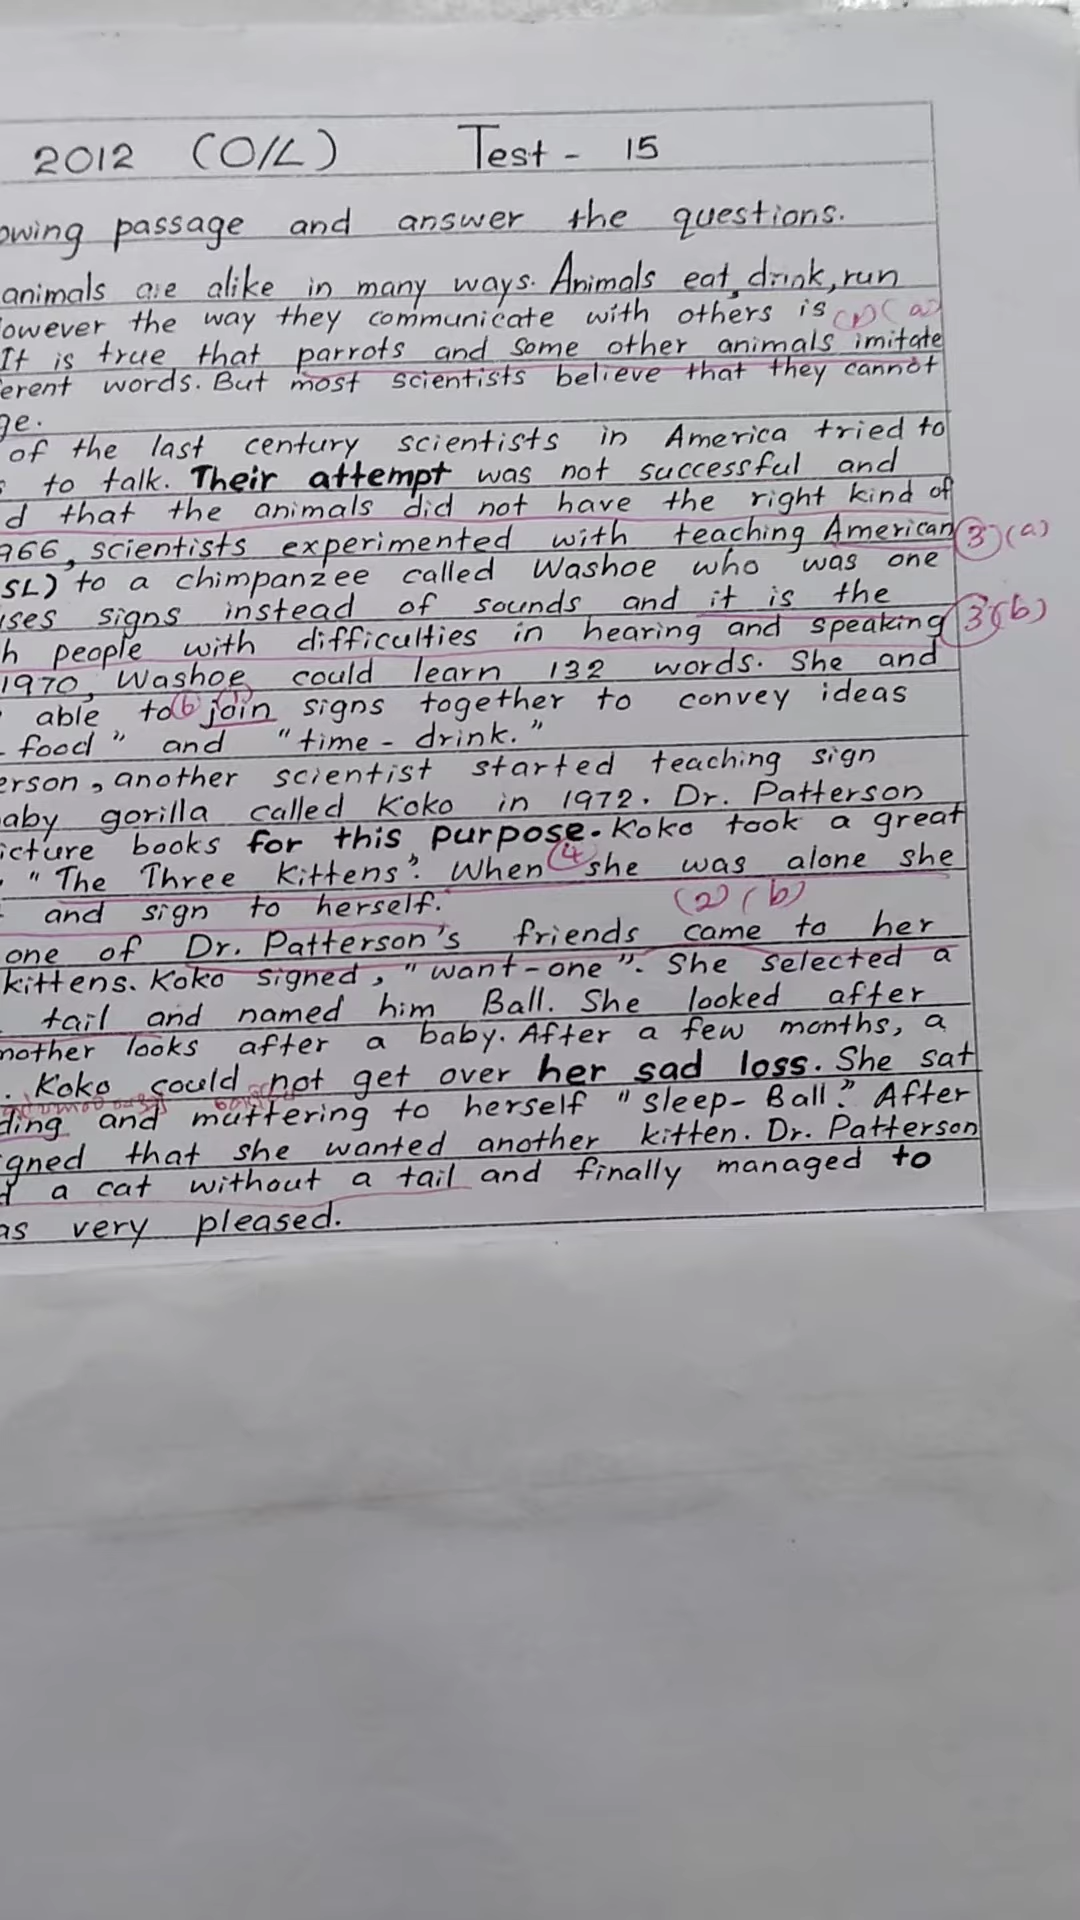 2012 (O/L) Test - 15
owing passage and answer the questions.
animals are alike in many ways. Animals eat, drink, run
owever the way they communicate with others is (1) (a)
It is true that parrots and some other animals imitate
erent words. But most scientists believe that they cannot
ge.
of the last century scientists in America tried to
s to talk. Their attempt was not successful and
d that the animals did not have the right kind of
966, scientists experimented with teaching American 3 (a)
SL) to a chimpanzee called Washoe who was one
ses signs instead of sounds and it is the
h people with difficulties in hearing and speaking 3 (b)
1970, Washoe could learn 132 words. She and
able to join signs together to convey ideas
food" and "time - drink."
erson, another scientist started teaching sign
aby gorilla called Koko in 1972. Dr. Patterson
icture books for this purpose. Koko took a great
"The Three Kittens". When she was alone she
and sign to herself. (2) (b)
one of Dr. Patterson's friends came to her
kittens. Koko signed, "want-one". She selected a
tail and named him Ball. She looked after
mother looks after a baby. After a few months, a
. Koko could not get over her sad loss. She sat
ding and muttering to herself "sleep- Ball". After
gned that she wanted another kitten. Dr. Patterson
d a cat without a tail and finally managed to
as very pleased.